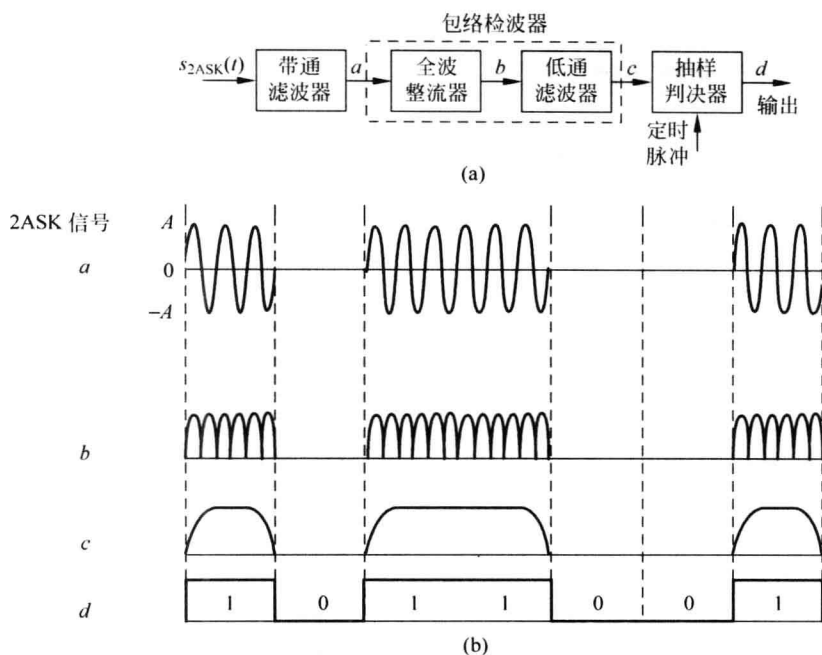 包络检波器
s2ASK(t)
带通
滤波器
a
全波
整流器
b
低通
滤波器
c
抽样
判决器
d
输出
定时
脉冲
(a)
2ASK 信号
A
a
0
−A
b
c
d
1 0 1 1 0 0 1
(b)